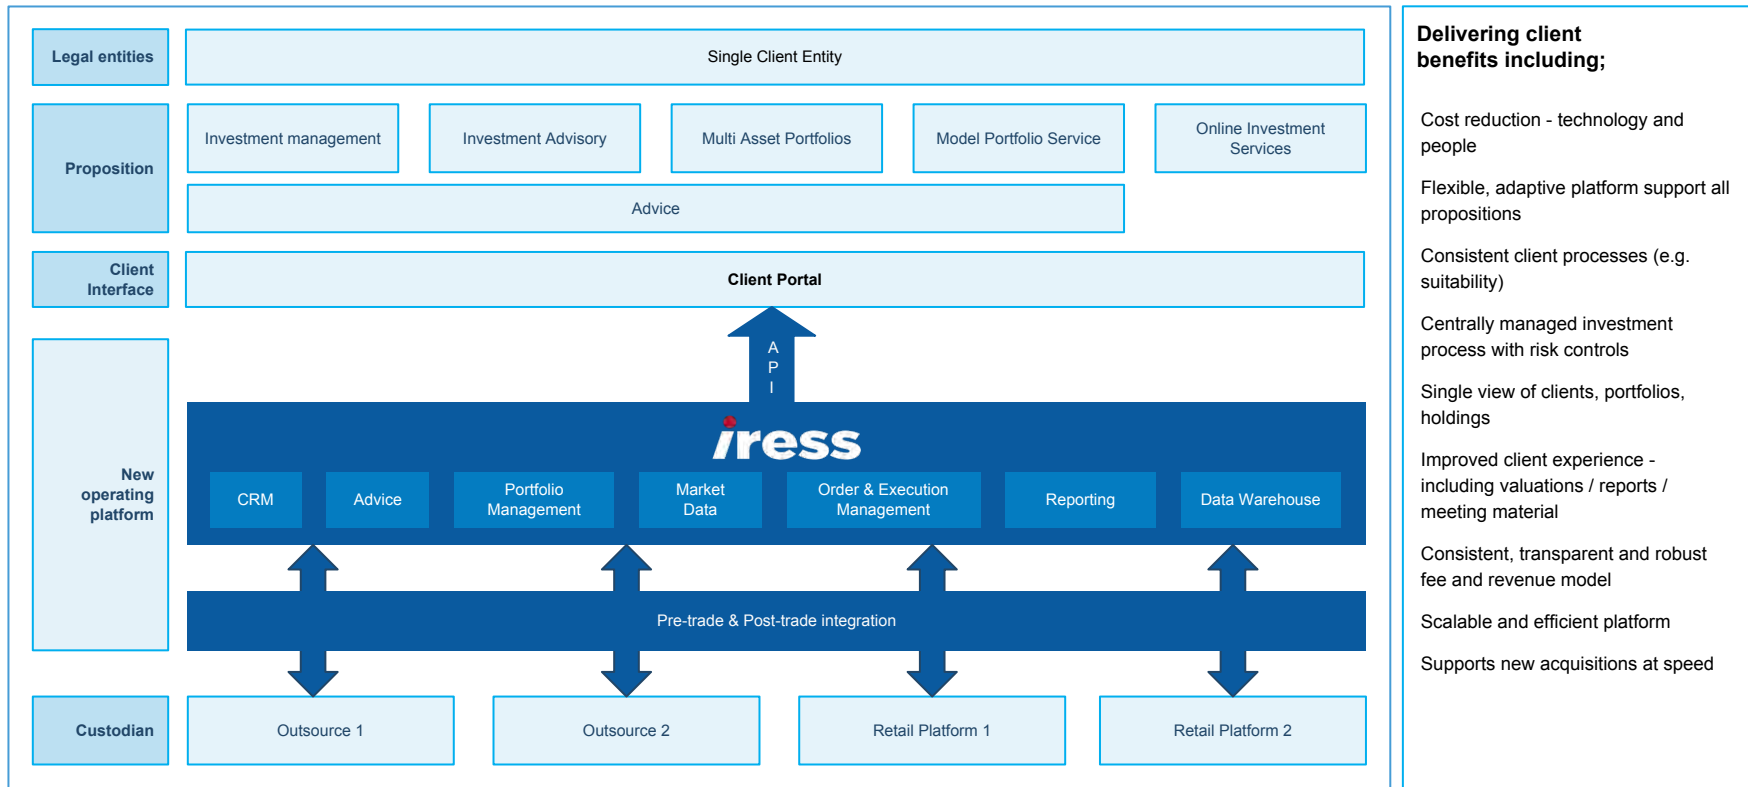 Legal entities
Single Client Entity
Proposition
Investment management
Investment Advisory
Multi Asset Portfolios
Model Portfolio Service
Online Investment
Services
Advice
Client
Interface
Client Portal
A
P
I
New
operating
platform
iress
CRM
Advice
Portfolio
Management
Market
Data
Order & Execution
Management
Reporting
Data Warehouse
Pre-trade & Post-trade integration
Custodian
Outsource 1
Outsource 2
Retail Platform 1
Retail Platform 2
Delivering client
benefits including;
Cost reduction - technology and
people
Flexible, adaptive platform support all
propositions
Consistent client processes (e.g.
suitability)
Centrally managed investment
process with risk controls
Single view of clients, portfolios,
holdings
Improved client experience -
including valuations / reports /
meeting material
Consistent, transparent and robust
fee and revenue model
Scalable and efficient platform
Supports new acquisitions at speed